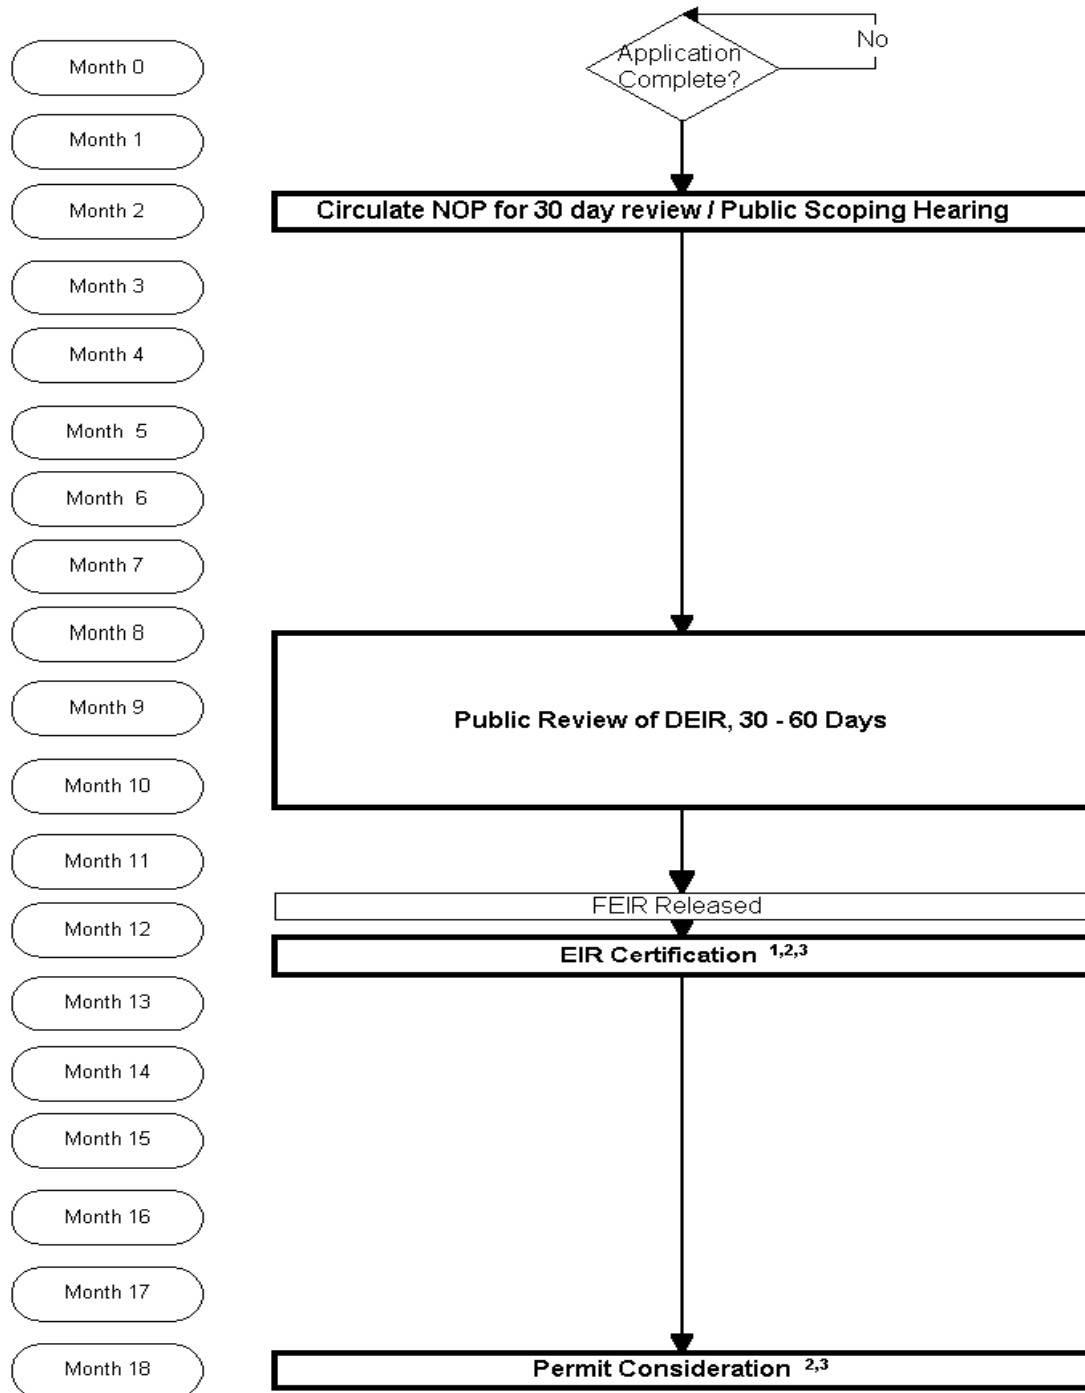 No
Application
Complete?
Month 0
Month 1
Month 2
Circulate NOP for 30 day review / Public Scoping Hearing
Month 3
Month 4
Month 5
Month 6
Month 7
Month 8
Month 9
Public Review of DEIR, 30 - 60 Days
Month 10
Month 11
FEIR Released
Month 12
EIR Certification 1,2,3
Month 13
Month 14
Month 15
Month 16
Month 17
Month 18
Permit Consideration 2,3